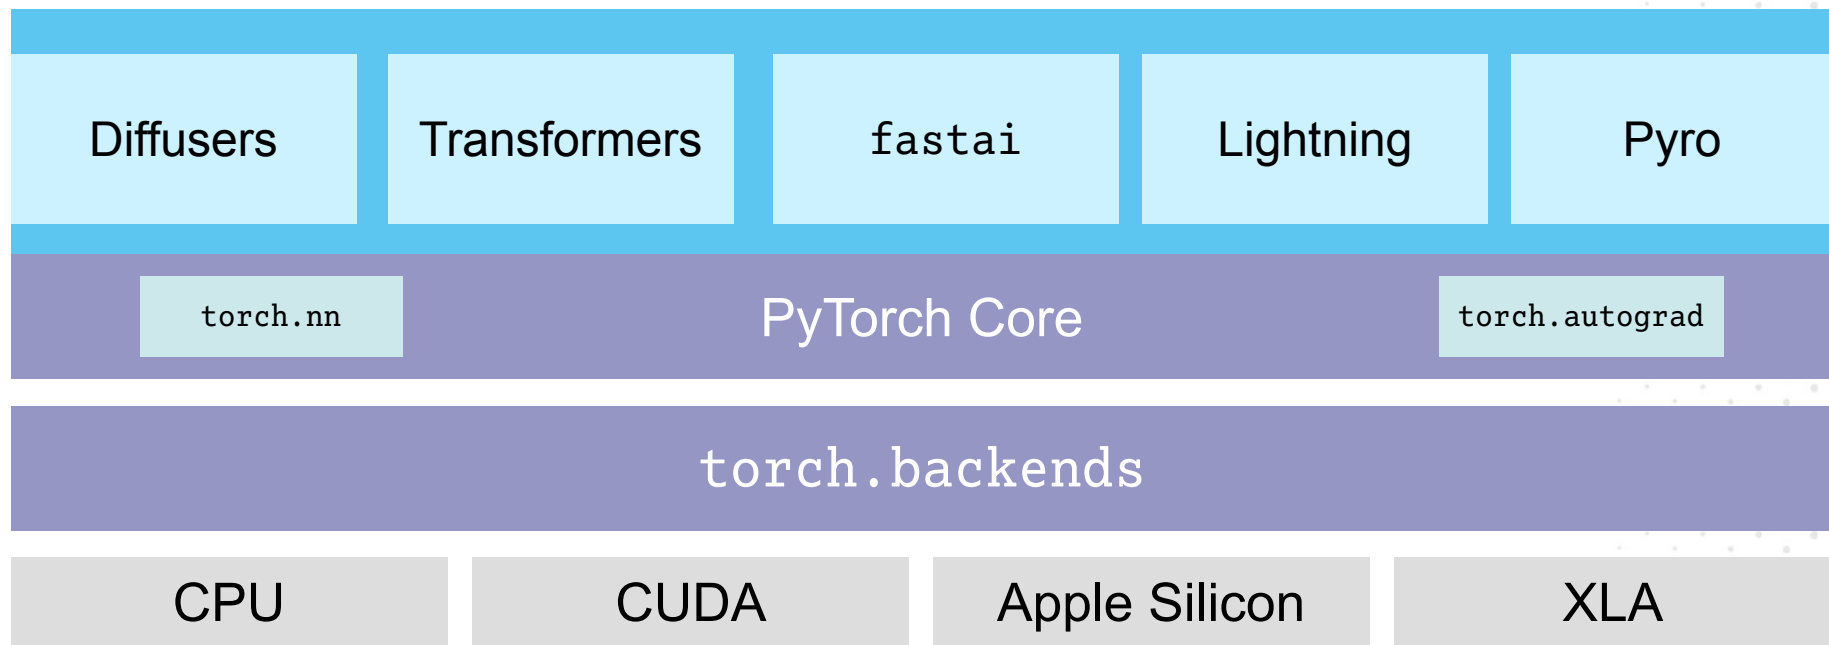 Diffusers
Transformers
fastai
Lightning
Pyro
torch.nn
PyTorch Core
torch.autograd
torch.backends
CPU
CUDA
Apple Silicon
XLA